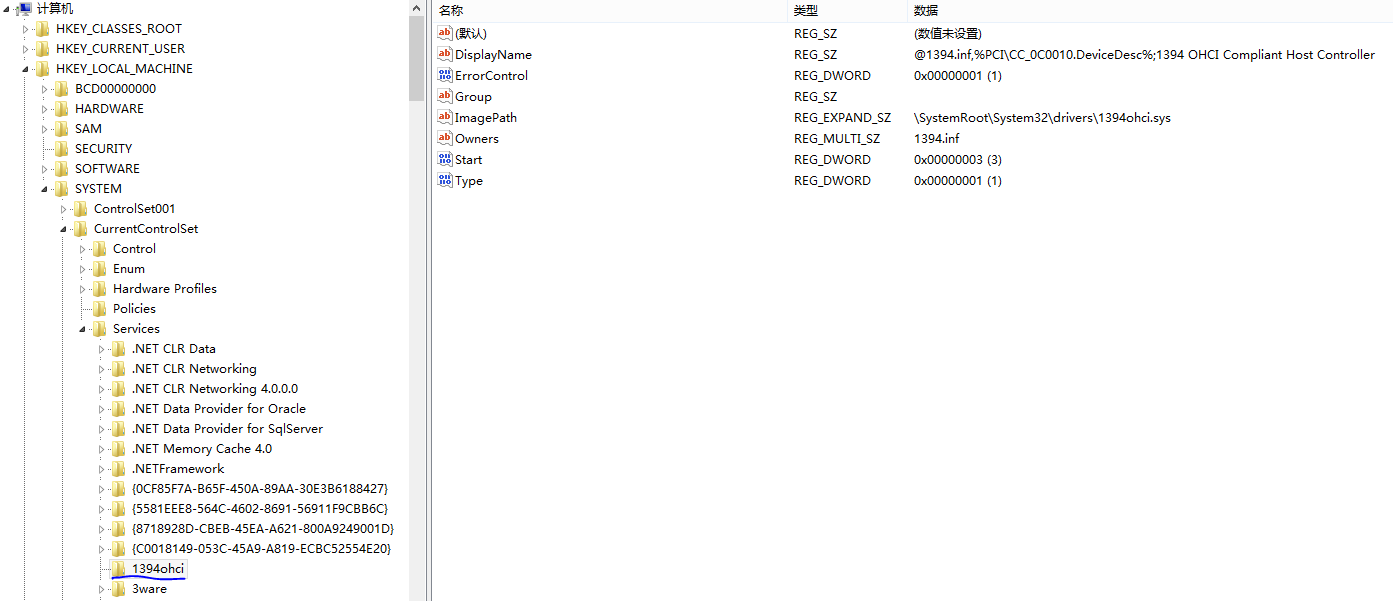 计算机
HKEY_CLASSES_ROOT
HKEY_CURRENT_USER
HKEY_LOCAL_MACHINE
BCD00000000
HARDWARE
SAM
SECURITY
SOFTWARE
SYSTEM
ControlSet001
CurrentControlSet
Control
Enum
Hardware Profiles
Policies
Services
.NET CLR Data
.NET CLR Networking
.NET CLR Networking 4.0.0.0
.NET Data Provider for Oracle
.NET Data Provider for SqlServer
.NET Memory Cache 4.0
.NETFramework
{0CF85F7A-B65F-450A-89AA-30E3B6188427}
{5581EEE8-564C-4602-8691-56911F9CBB6C}
{8718928D-CBEB-45EA-A621-800A9249001D}
{C0018149-053C-45A9-A819-ECBC52554E20}
1394ohci
3ware
名称 类型 数据
(默认) REG_SZ (数值未设置)
DisplayName REG_SZ @1394.inf,%PCI\CC_0C0010.DeviceDesc%;1394 OHCI Compliant Host Controller
ErrorControl REG_DWORD 0x00000001 (1)
Group REG_SZ
ImagePath REG_EXPAND_SZ \SystemRoot\System32\drivers\1394ohci.sys
Owners REG_MULTI_SZ 1394.inf
Start REG_DWORD 0x00000003 (3)
Type REG_DWORD 0x00000001 (1)